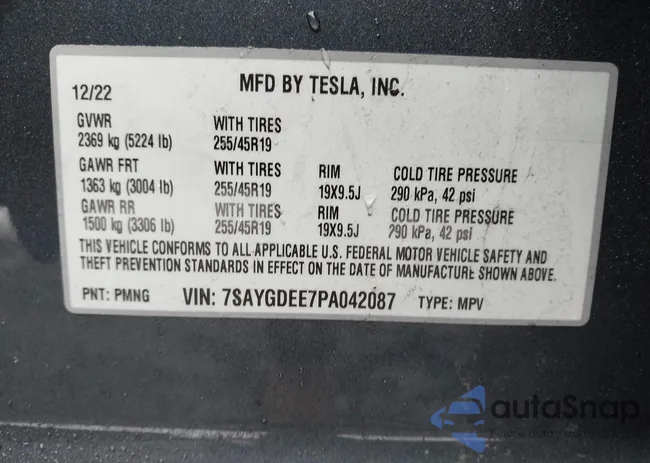 MFD BY TESLA, INC.
12/22
GVWR WITH TIRES
2369 kg (5224 lb) 255/45R19
GAWR FRT WITH TIRES RIM COLD TIRE PRESSURE
1363 kg (3004 lb) 255/45R19 19X9.5J 290 kPa, 42 psi
GAWR RR WITH TIRES RIM COLD TIRE PRESSURE
1500 kg (3306 lb) 255/45R19 19X9.5J 290 kPa, 42 psi
THIS VEHICLE CONFORMS TO ALL APPLICABLE U.S. FEDERAL MOTOR VEHICLE SAFETY AND
THEFT PREVENTION STANDARDS IN EFFECT ON THE DATE OF MANUFACTURE SHOWN ABOVE.
PNT: PMNG VIN: 7SAYGDEE7PA042087 TYPE: MPV
autoSnap